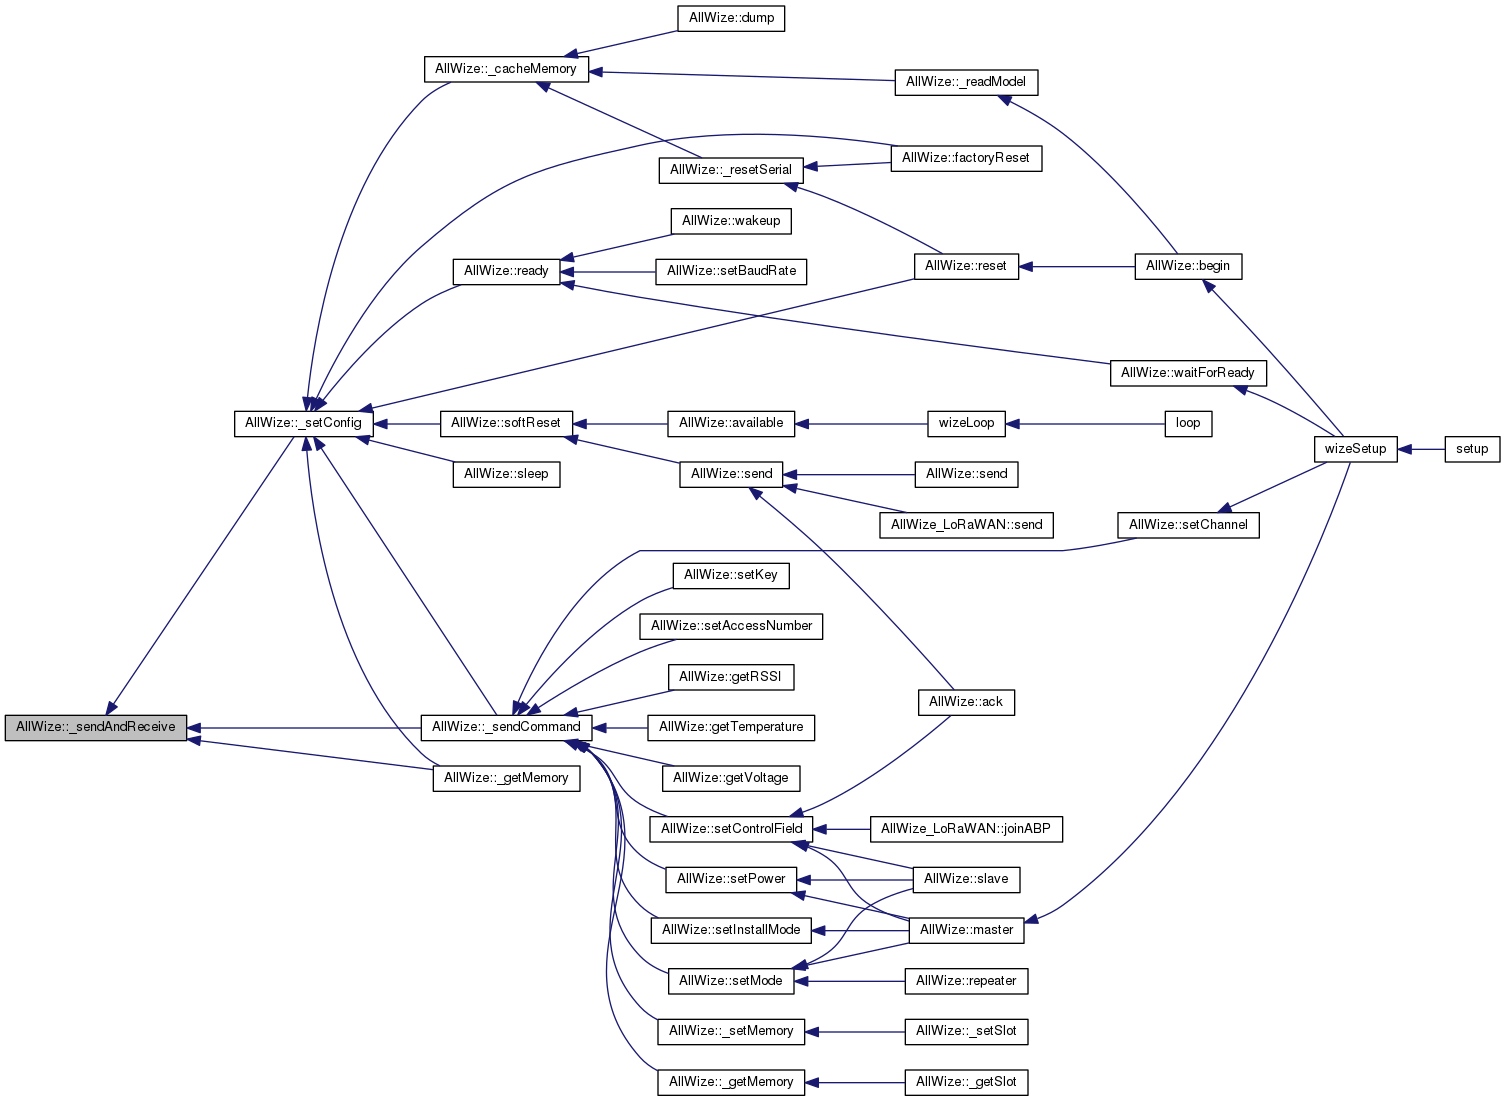 AllWize::dump
AllWize::_cacheMemory
AllWize::_readModel
AllWize::factoryReset
AllWize::_resetSerial
AllWize::wakeup
AllWize::ready
AllWize::setBaudRate
AllWize::reset
AllWize::begin
AllWize::waitForReady
AllWize::_setConfig
AllWize::softReset
AllWize::available
wizeLoop
loop
wizeSetup
setup
AllWize::sleep
AllWize::send
AllWize::send
AllWize_LoRaWAN::send
AllWize::setChannel
AllWize::setKey
AllWize::setAccessNumber
AllWize::getRSSI
AllWize::ack
AllWize::_sendAndReceive
AllWize::_sendCommand
AllWize::getTemperature
AllWize::_getMemory
AllWize::getVoltage
AllWize::setControlField
AllWize_LoRaWAN::joinABP
AllWize::setPower
AllWize::slave
AllWize::setInstallMode
AllWize::master
AllWize::setMode
AllWize::repeater
AllWize::_setMemory
AllWize::_setSlot
AllWize::_getMemory
AllWize::_getSlot